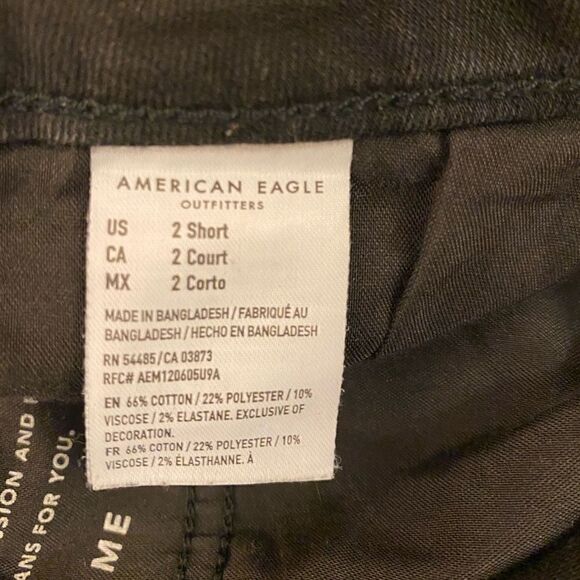 AMERICAN EAGLE
OUTFITTERS
US 2 Short
CA 2 Court
MX 2 Corto
MADE IN BANGLADESH / FABRIQUÉ AU
BANGLADESH / HECHO EN BANGLADESH
RN 54485/CA 03873
RFC# AEM120605U9A
EN 66% COTTON / 22% POLYESTER / 10%
VISCOSE / 2% ELASTANE. EXCLUSIVE OF
DECORATION.
FR 66% COTON / 22% POLYESTER / 10%
VISCOSE / 2% ÉLASTHANNE. À
SION AND
ANS FOR YOU.
ME